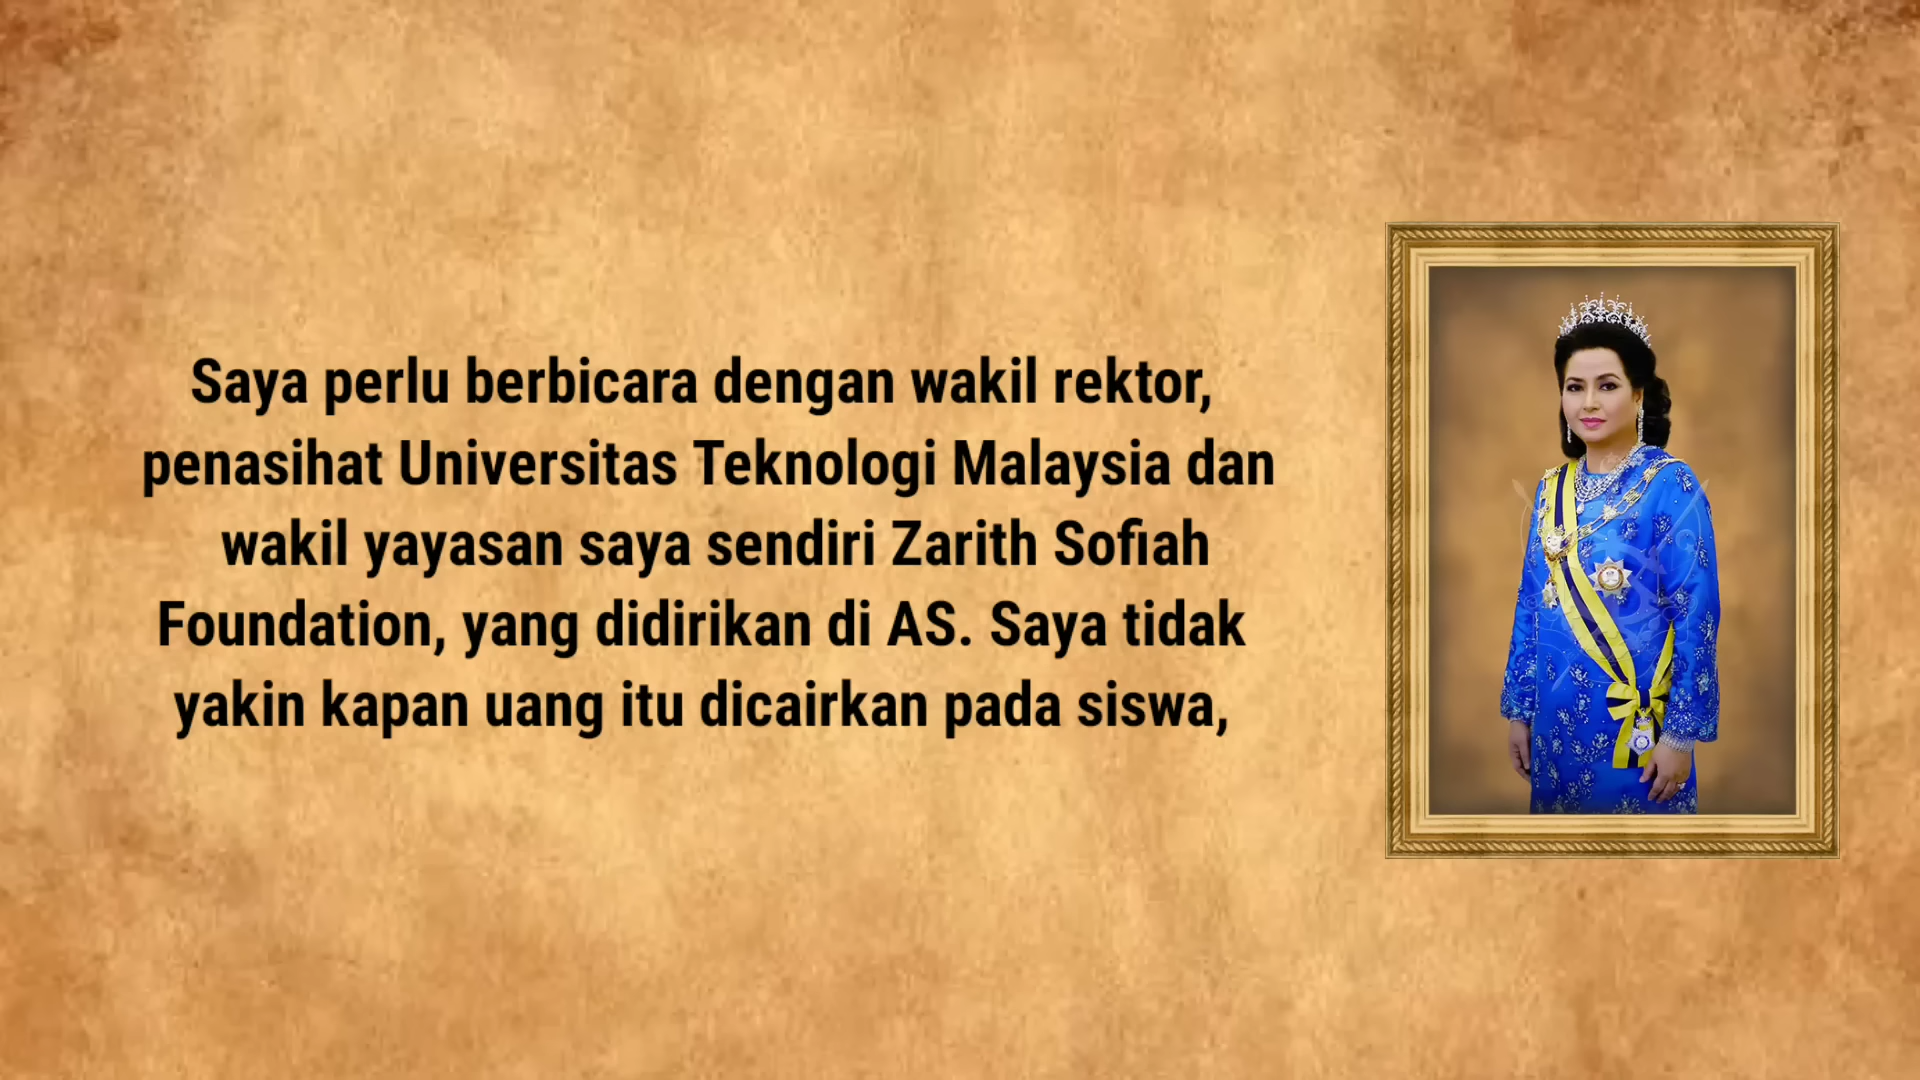 Saya perlu berbicara dengan wakil rektor,
penasihat Universitas Teknologi Malaysia dan
wakil yayasan saya sendiri Zarith Sofiah
Foundation, yang didirikan di AS. Saya tidak
yakin kapan uang itu dicairkan pada siswa,